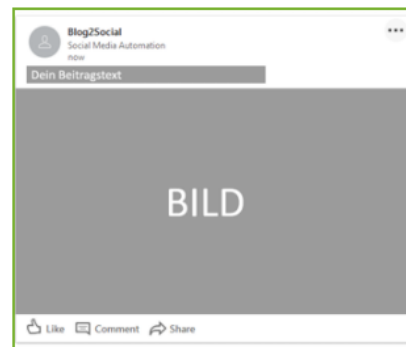 Blog2Social
Social Media Automation
now
Dein Beitragstext
BILD
Like Comment Share